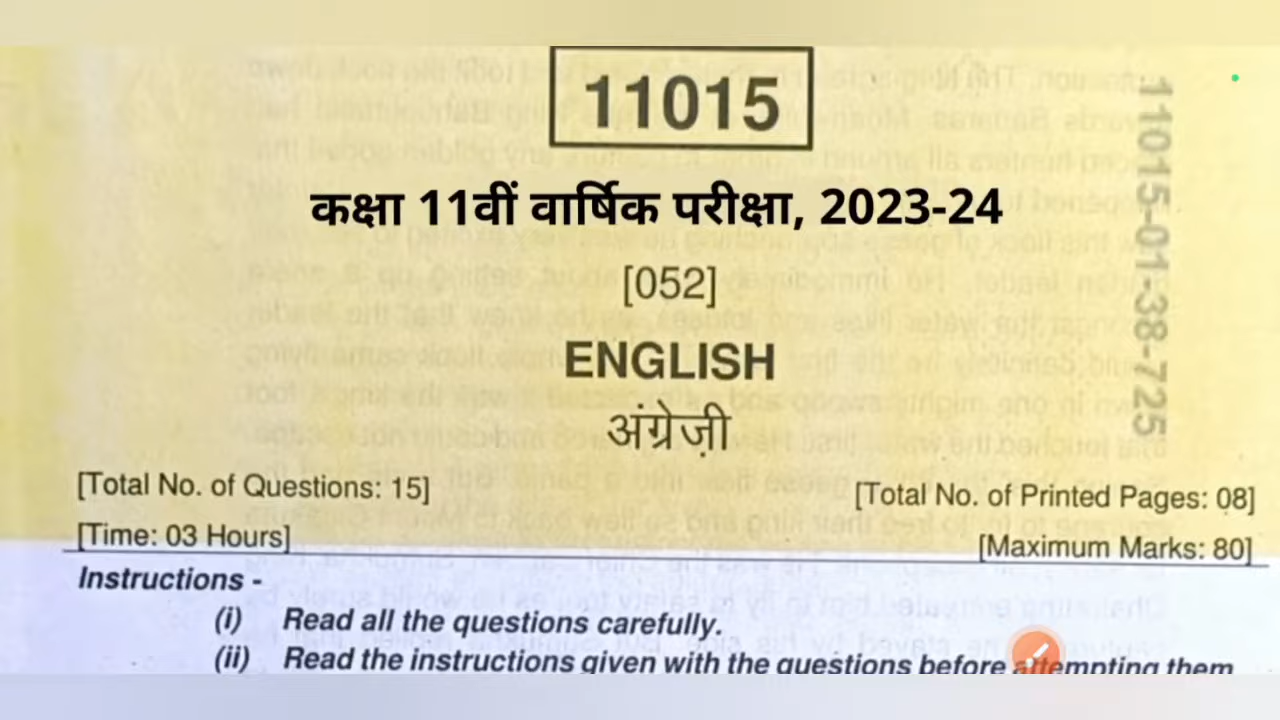 11015
11015-01-38-725
कक्षा 11वीं वार्षिक परीक्षा, 2023-24
[052]
ENGLISH
अंग्रेज़ी
[Total No. of Questions: 15]
[Total No. of Printed Pages: 08]
[Time: 03 Hours]
[Maximum Marks: 80]
Instructions -
(i) Read all the questions carefully.
(ii) Read the instructions given with the questions before attempting them